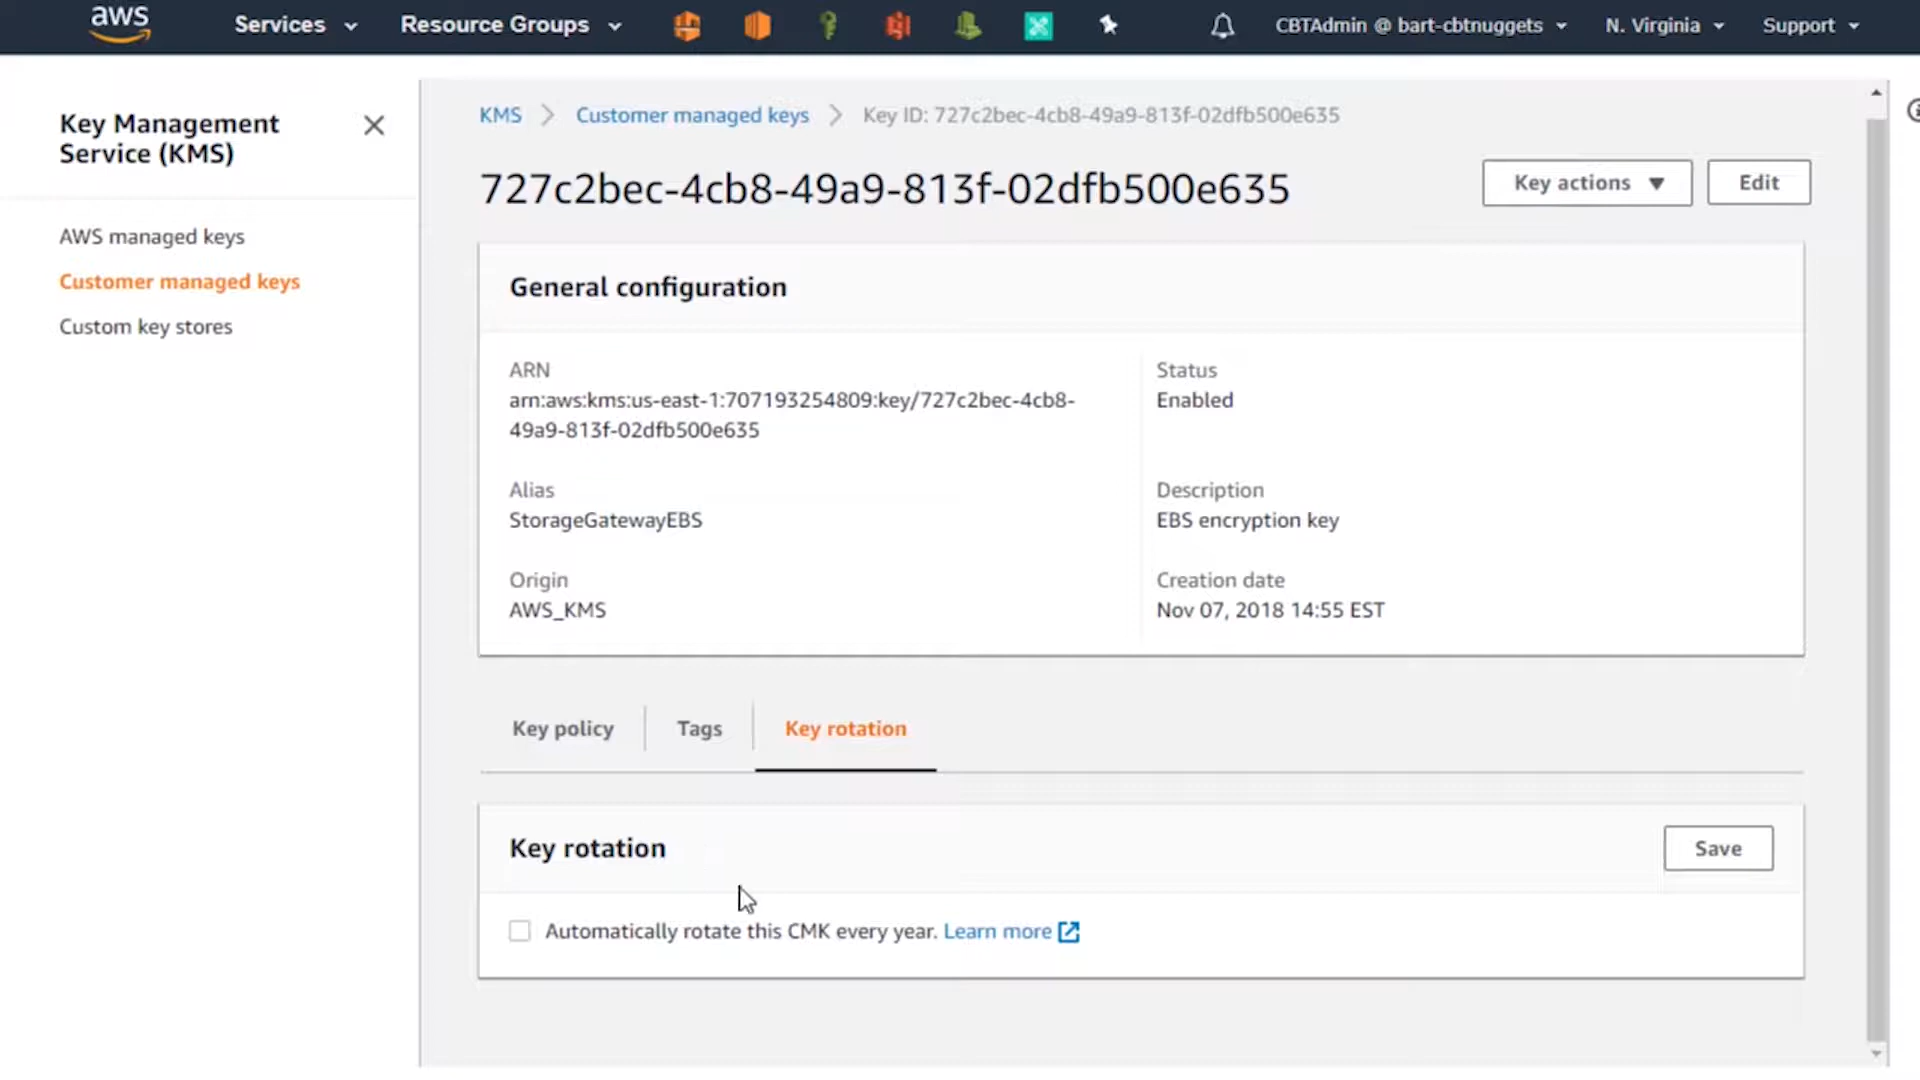 aws
Services
Resource Groups
CBTAdmin @ bart-cbtnuggets
N. Virginia
Support
Key Management
Service (KMS)
AWS managed keys
Customer managed keys
Custom key stores
KMS
Customer managed keys
Key ID: 727c2bec-4cb8-49a9-813f-02dfb500e635
727c2bec-4cb8-49a9-813f-02dfb500e635
Key actions
Edit
General configuration
ARN
arn:aws:kms:us-east-1:707193254809:key/727c2bec-4cb8-
49a9-813f-02dfb500e635
Status
Enabled
Alias
StorageGatewayEBS
Description
EBS encryption key
Origin
AWS_KMS
Creation date
Nov 07, 2018 14:55 EST
Key policy
Tags
Key rotation
Key rotation
Save
Automatically rotate this CMK every year. Learn more